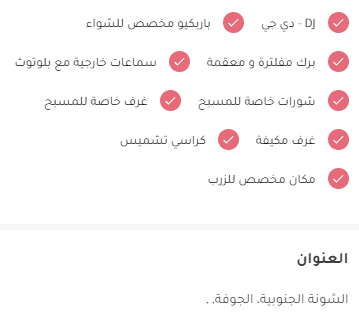 DJ - دي جي باربكيو مخصص للشواء
برك مفلترة و معقمة سماعات خارجية مع بلوتوث
شورات خاصة للمسبح غرف خاصة للمسبح
غرف مكيفة كراسي تشميس
مكان مخصص للزرب
العنوان
الشونة الجنوبية، الجوفة, ,